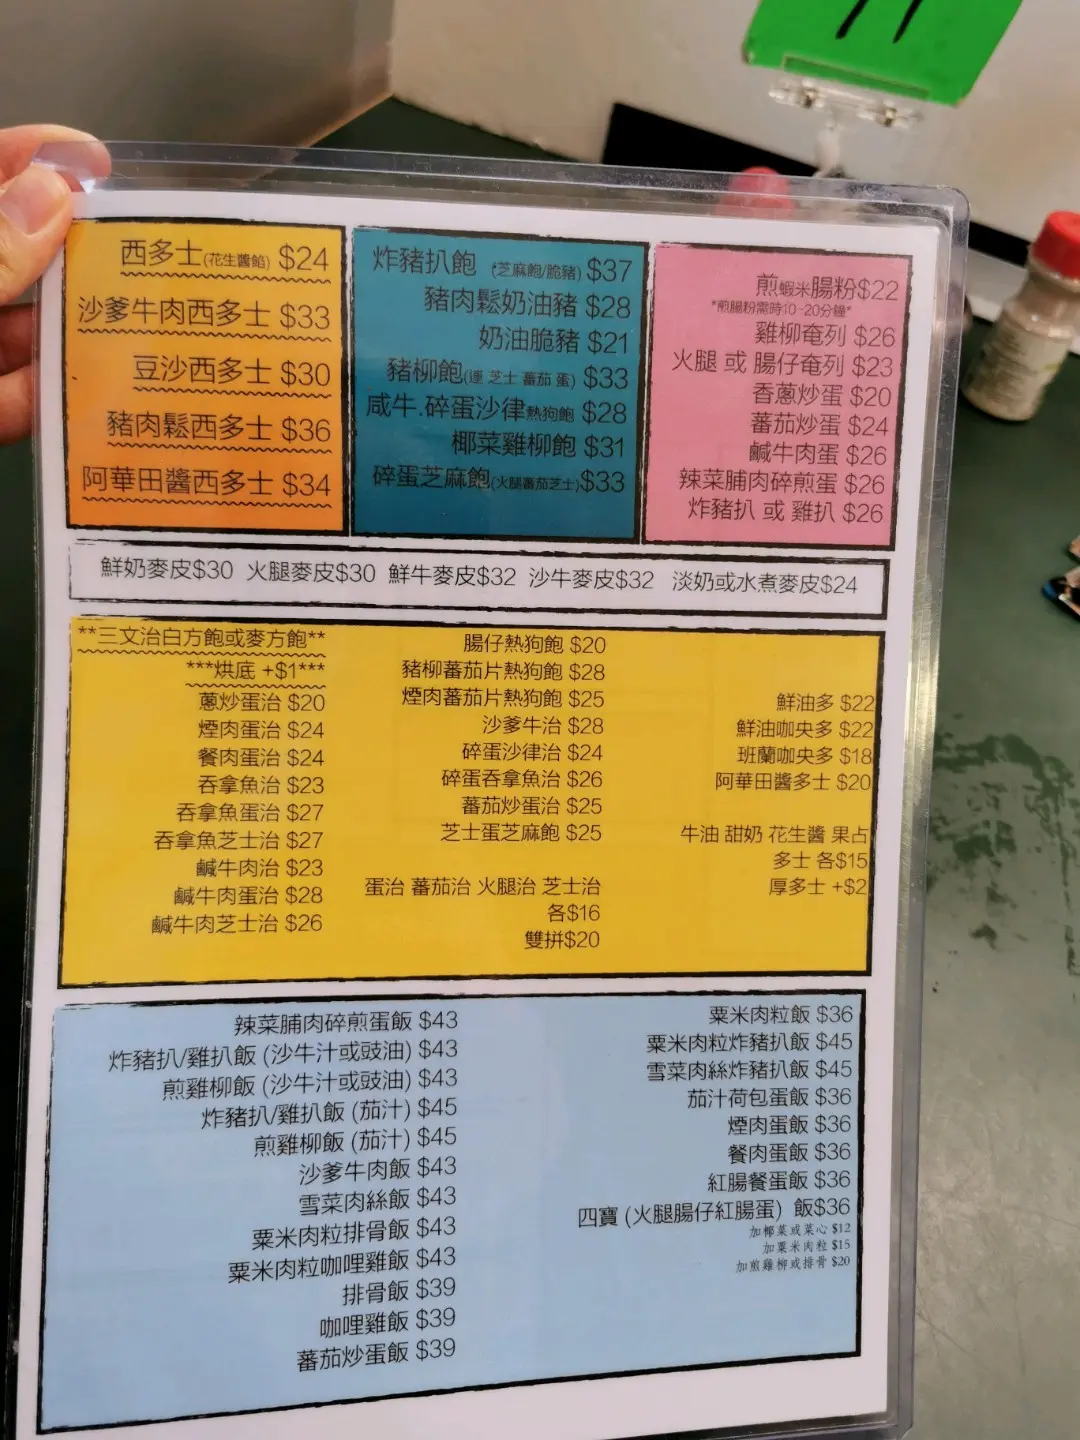 西多士(花生醬餡) $24
沙爹牛肉西多士 $33
豆沙西多士 $30
豬肉鬆西多士 $36
阿華田醬西多士 $34
炸豬扒飽 (芝麻飽/脆豬) $37
豬肉鬆奶油豬 $28
奶油脆豬 $21
豬柳飽(連 芝士 蕃茄 蛋) $33
咸牛.碎蛋沙律熱狗飽 $28
椰菜雞柳飽 $31
碎蛋芝麻飽(火腿蕃茄芝士)$33
煎蝦米腸粉$22
*煎腸粉需時10-20分鐘*
雞柳奄列 $26
火腿 或 腸仔奄列 $23
香蔥炒蛋 $20
蕃茄炒蛋 $24
鹹牛肉蛋 $26
辣菜脯肉碎煎蛋 $26
炸豬扒 或 雞扒 $26
鮮奶麥皮$30 火腿麥皮$30 鮮牛麥皮$32 沙牛麥皮$32 淡奶或水煮麥皮$24
**三文治白方飽或麥方飽**
***烘底 +$1***
蔥炒蛋治 $20
煙肉蛋治 $24
餐肉蛋治 $24
吞拿魚治 $23
吞拿魚蛋治 $27
吞拿魚芝士治 $27
鹹牛肉治 $23
鹹牛肉蛋治 $28
鹹牛肉芝士治 $26
腸仔熱狗飽 $20
豬柳蕃茄片熱狗飽 $28
煙肉蕃茄片熱狗飽 $25
沙爹牛治 $28
碎蛋沙律治 $24
碎蛋吞拿魚治 $26
蕃茄炒蛋治 $25
芝士蛋芝麻飽 $25
蛋治 蕃茄治 火腿治 芝士治
各$16
雙拼$20
鮮油多 $22
鮮油咖央多 $22
班蘭咖央多 $18
阿華田醬多士 $20
牛油 甜奶 花生醬 果占
多士 各$15
厚多士 +$2
辣菜脯肉碎煎蛋飯 $43
炸豬扒/雞扒飯 (沙牛汁或豉油) $43
煎雞柳飯 (沙牛汁或豉油) $43
炸豬扒/雞扒飯 (茄汁) $45
煎雞柳飯 (茄汁) $45
沙爹牛肉飯 $43
雪菜肉絲飯 $43
粟米肉粒排骨飯 $43
粟米肉粒咖哩雞飯 $43
排骨飯 $39
咖哩雞飯 $39
蕃茄炒蛋飯 $39
粟米肉粒飯 $36
粟米肉粒炸豬扒飯 $45
雪菜肉絲炸豬扒飯 $45
茄汁荷包蛋飯 $36
煙肉蛋飯 $36
餐肉蛋飯 $36
紅腸餐蛋飯 $36
四寶 (火腿腸仔紅腸蛋) 飯$36
加椰菜或菜心 $12
加粟米肉粒 $15
加煎雞柳或排骨 $20